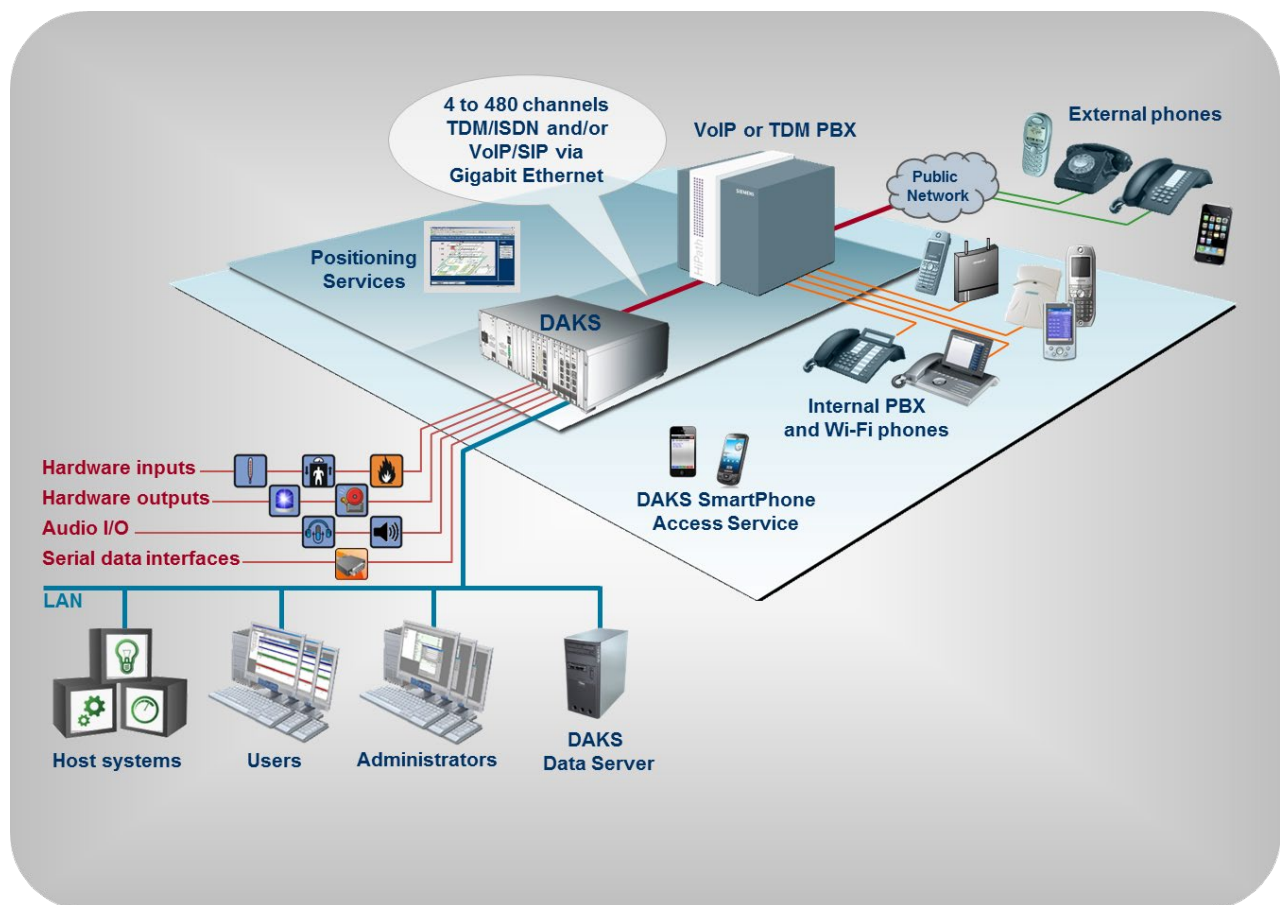 4 to 480 channels
TDM/ISDN and/or
VoIP/SIP via
Gigabit Ethernet
VoIP or TDM PBX
External phones
Public
Network
SIEMENS
HiPath
Positioning
Services
DAKS
Internal PBX
and Wi-Fi phones
DAKS SmartPhone
Access Service
Hardware inputs
Hardware outputs
Audio I/O
Serial data interfaces
LAN
Host systems
Users
Administrators
DAKS
Data Server